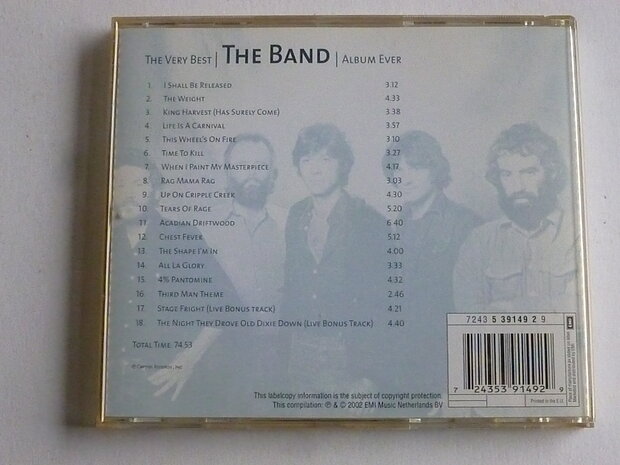 The Very Best | The Band | Album Ever
1. I Shall Be Released 3.12
2. The Weight 4.33
3. King Harvest (Has Surely Come) 3.38
4. Life Is A Carnival 3.57
5. This Wheel's On Fire 3.10
6. Time To Kill 3.27
7. When I Paint My Masterpiece 4.17
8. Rag Mama Rag 3.03
9. Up On Cripple Creek 4.30
10. Tears Of Rage 5.20
11. Acadian Driftwood 6.40
12. Chest Fever 5.12
13. The Shape I'm In 4.00
14. All La Glory 3.33
15. 4% Pantomine 4.32
16. Third Man Theme 2.46
17. Stage Fright (Live Bonus Track) 4.21
18. The Night They Drove Old Dixie Down (Live Bonus Track) 4.40
Total Time 74.53
℗ Capitol Records, Inc
This labelcopy information is the subject of copyright protection.
This compilation: ℗ & © 2002 EMI Music Netherlands BV
7243 5 39149 2 9
7 24353 91492 9
Printed in the E.U.
EMI